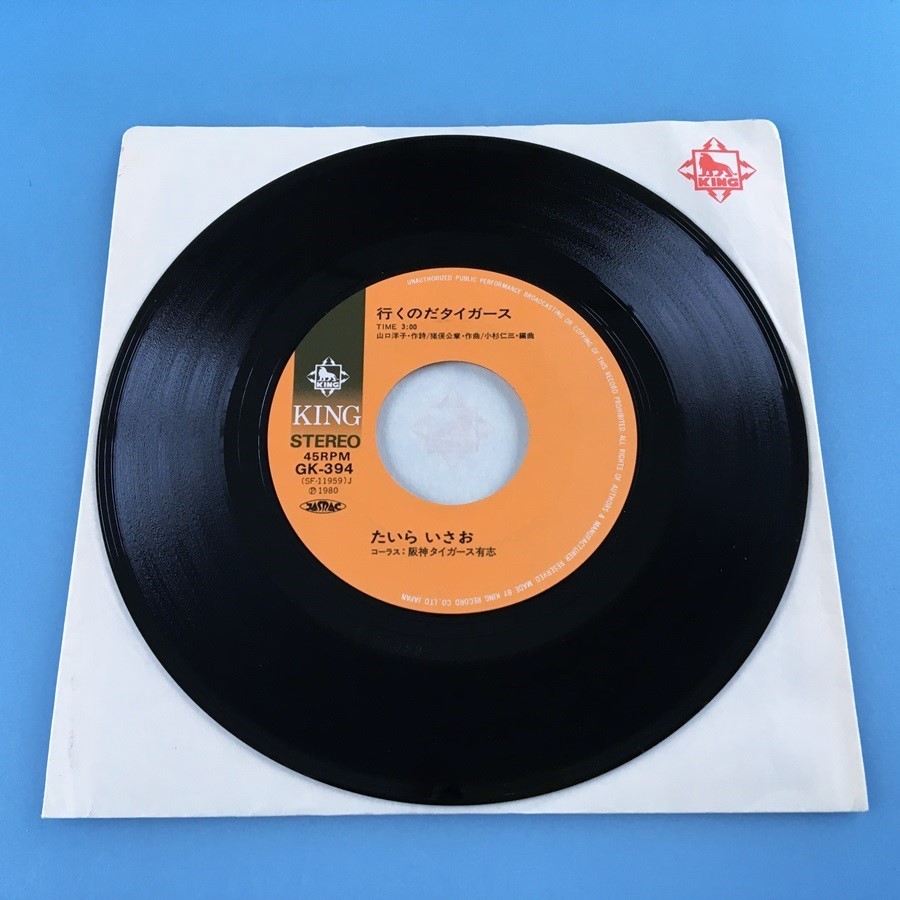 KING
行くのだタイガース
TIME 3:00
山口洋子・作詩/猪俣公章・作曲/小杉仁三・編曲
KING
KING
STEREO
45RPM
GK-394
(SF-11959)J
Ⓟ1980
JASRAC
たいら いさお
コーラス:阪神タイガース有志
UNAUTHORIZED PUBLIC PERFORMANCE BROADCASTING OR COPYING OF THIS RECORD PROHIBITED ALL RIGHTS OF AUTHORS & MANUFACTURER RESERVED MADE BY KING RECORD CO., LTD. JAPAN